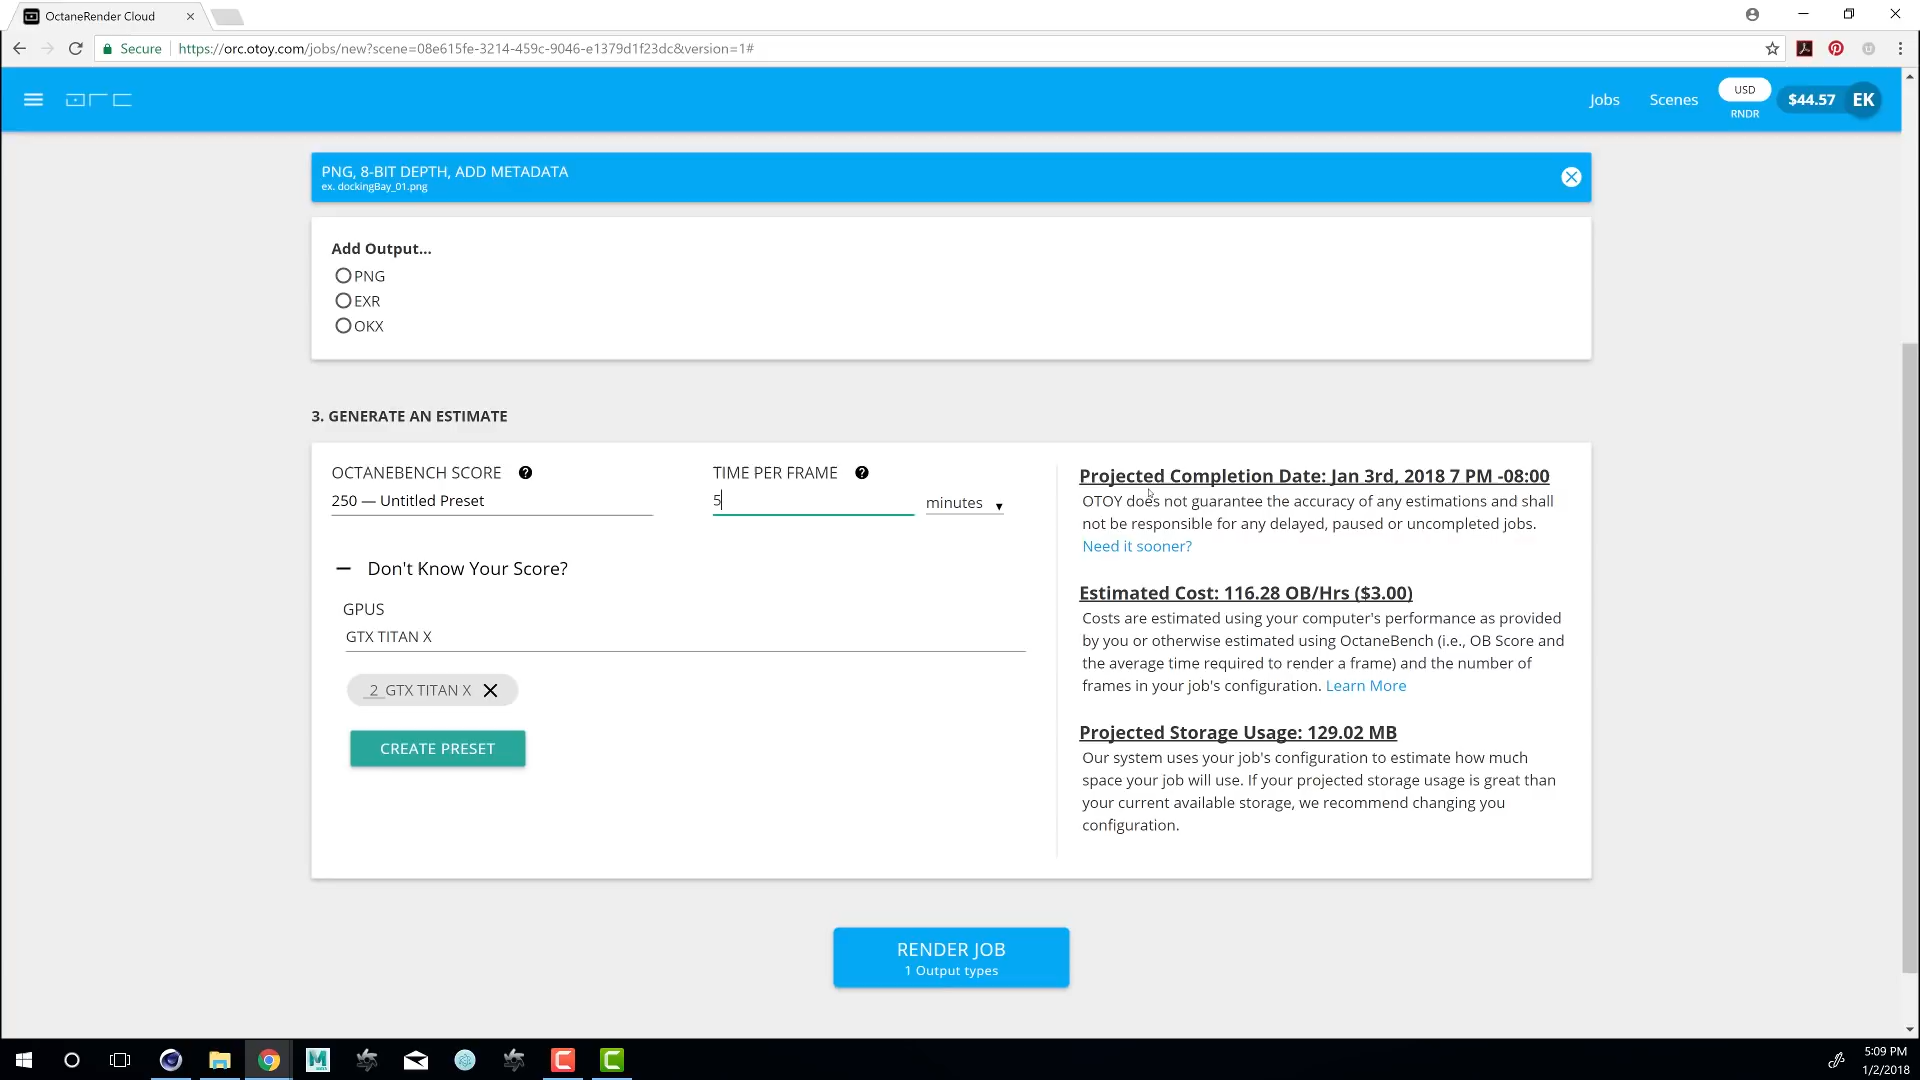 OctaneRender Cloud
Secure
https://orc.otoy.com/jobs/new?scene=08e615fe-3214-459c-9046-e1379d1f23dc&version=1#
orc
Jobs
Scenes
USD
RNDR
$44.57
EK
PNG, 8-BIT DEPTH, ADD METADATA
ex. dockingBay_01.png
Add Output...
PNG
EXR
OKX
3. GENERATE AN ESTIMATE
OCTANEBENCH SCORE ?
250 — Untitled Preset
TIME PER FRAME ?
5
minutes
Don't Know Your Score?
GPUS
GTX TITAN X
2 GTX TITAN X
CREATE PRESET
Projected Completion Date: Jan 3rd, 2018 7 PM -08:00
OTOY does not guarantee the accuracy of any estimations and shall
not be responsible for any delayed, paused or uncompleted jobs.
Need it sooner?
Estimated Cost: 116.28 OB/Hrs ($3.00)
Costs are estimated using your computer's performance as provided
by you or otherwise estimated using OctaneBench (i.e., OB Score and
the average time required to render a frame) and the number of
frames in your job's configuration. Learn More
Projected Storage Usage: 129.02 MB
Our system uses your job's configuration to estimate how much
space your job will use. If your projected storage usage is great than
your current available storage, we recommend changing you
configuration.
RENDER JOB
1 Output types
5:09 PM
1/2/2018